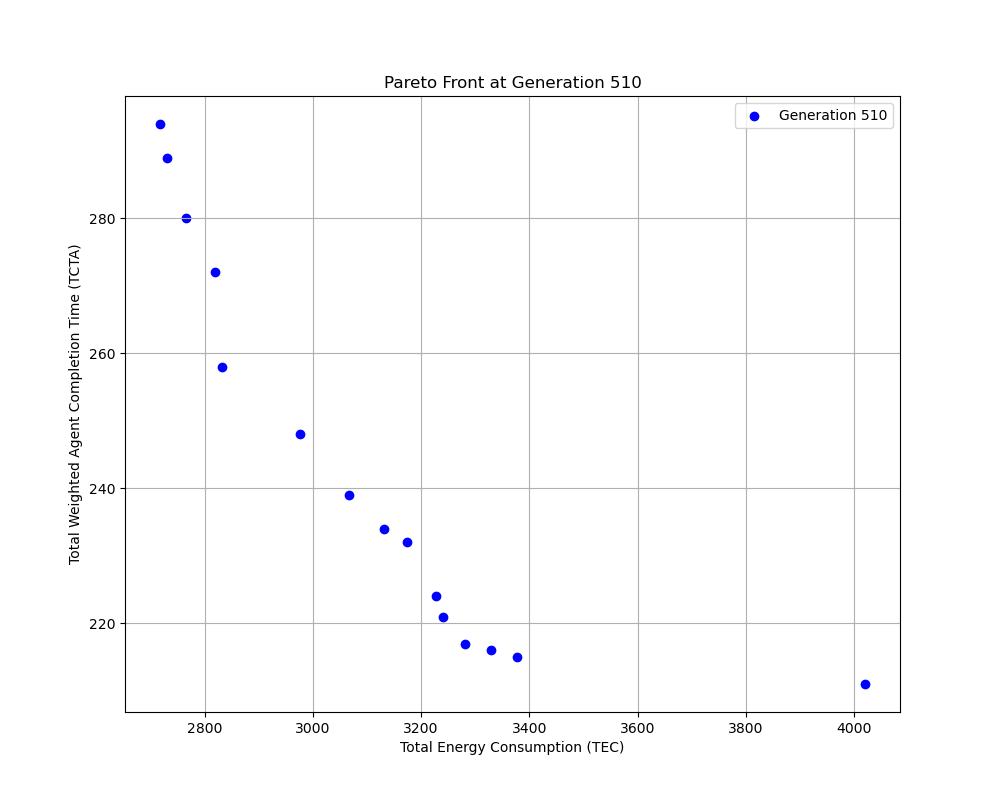 Pareto Front at Generation 510
Generation 510
280
260
240
220
Total Weighted Agent Completion Time (TCTA)
2800 3000 3200 3400 3600 3800 4000
Total Energy Consumption (TEC)